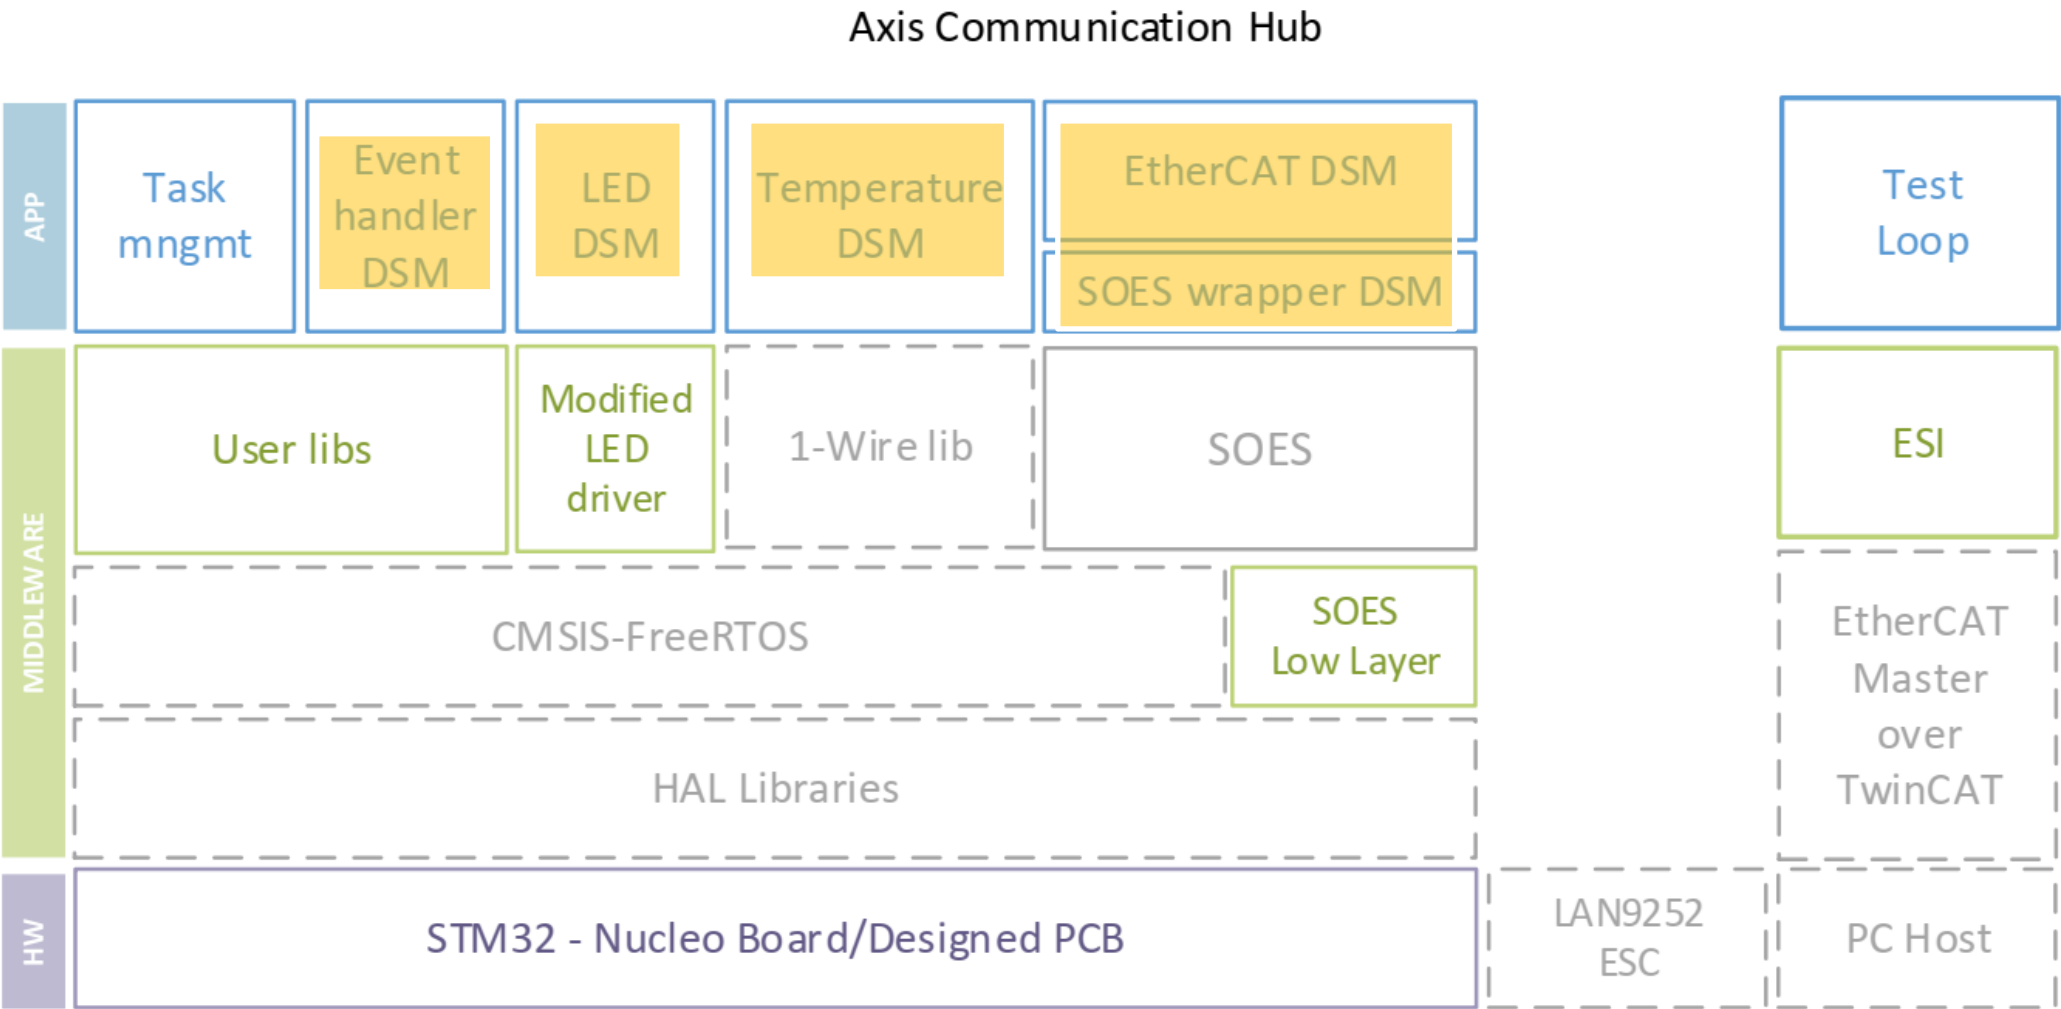 Axis Communication Hub
APP
Task
mngmt
Event
handler
DSM
LED
DSM
Temperature
DSM
EtherCAT DSM
SOES wrapper DSM
Test
Loop
MIDDLEWARE
User libs
Modified
LED
driver
1-Wire lib
SOES
ESI
CMSIS-FreeRTOS
SOES
Low Layer
EtherCAT
Master
over
TwinCAT
HAL Libraries
HW
STM32 - Nucleo Board/Designed PCB
LAN9252
ESC
PC Host